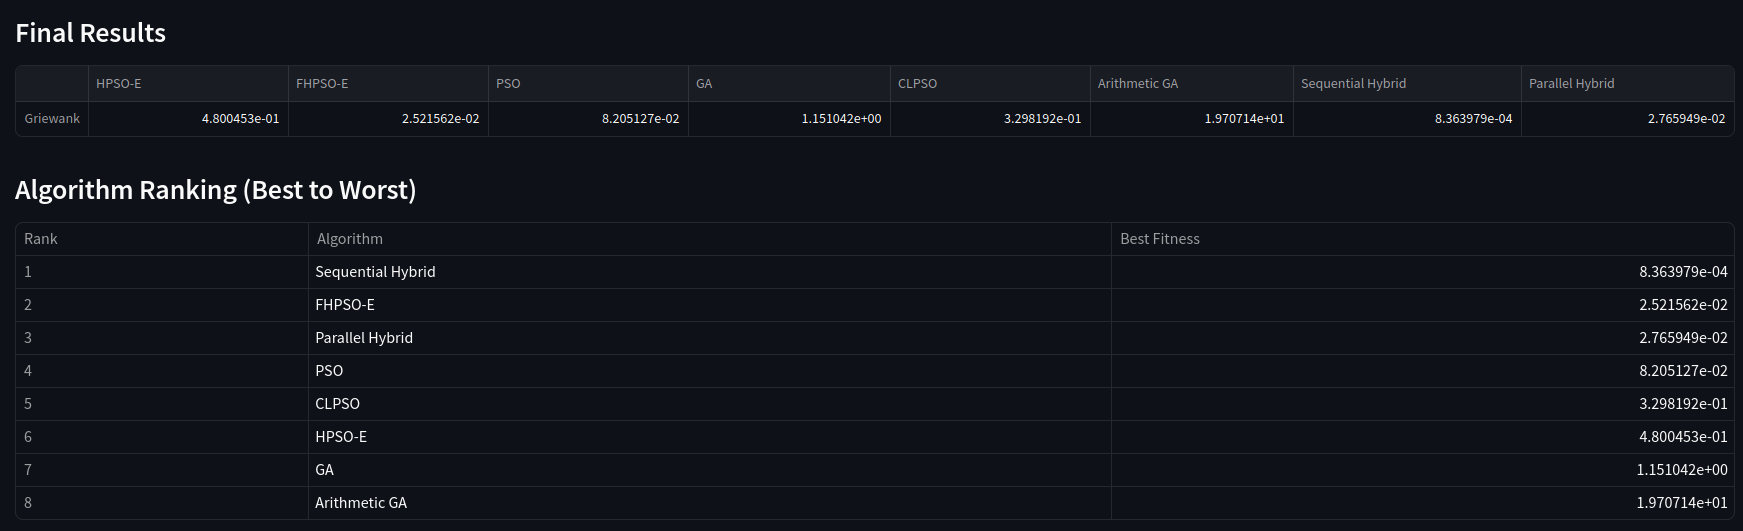 Final Results
HPSO-E FHPSO-E PSO GA CLPSO Arithmetic GA Sequential Hybrid Parallel Hybrid
Griewank 4.800453e-01 2.521562e-02 8.205127e-02 1.151042e+00 3.298192e-01 1.970714e+01 8.363979e-04 2.765949e-02
Algorithm Ranking (Best to Worst)
Rank Algorithm Best Fitness
1 Sequential Hybrid 8.363979e-04
2 FHPSO-E 2.521562e-02
3 Parallel Hybrid 2.765949e-02
4 PSO 8.205127e-02
5 CLPSO 3.298192e-01
6 HPSO-E 4.800453e-01
7 GA 1.151042e+00
8 Arithmetic GA 1.970714e+01